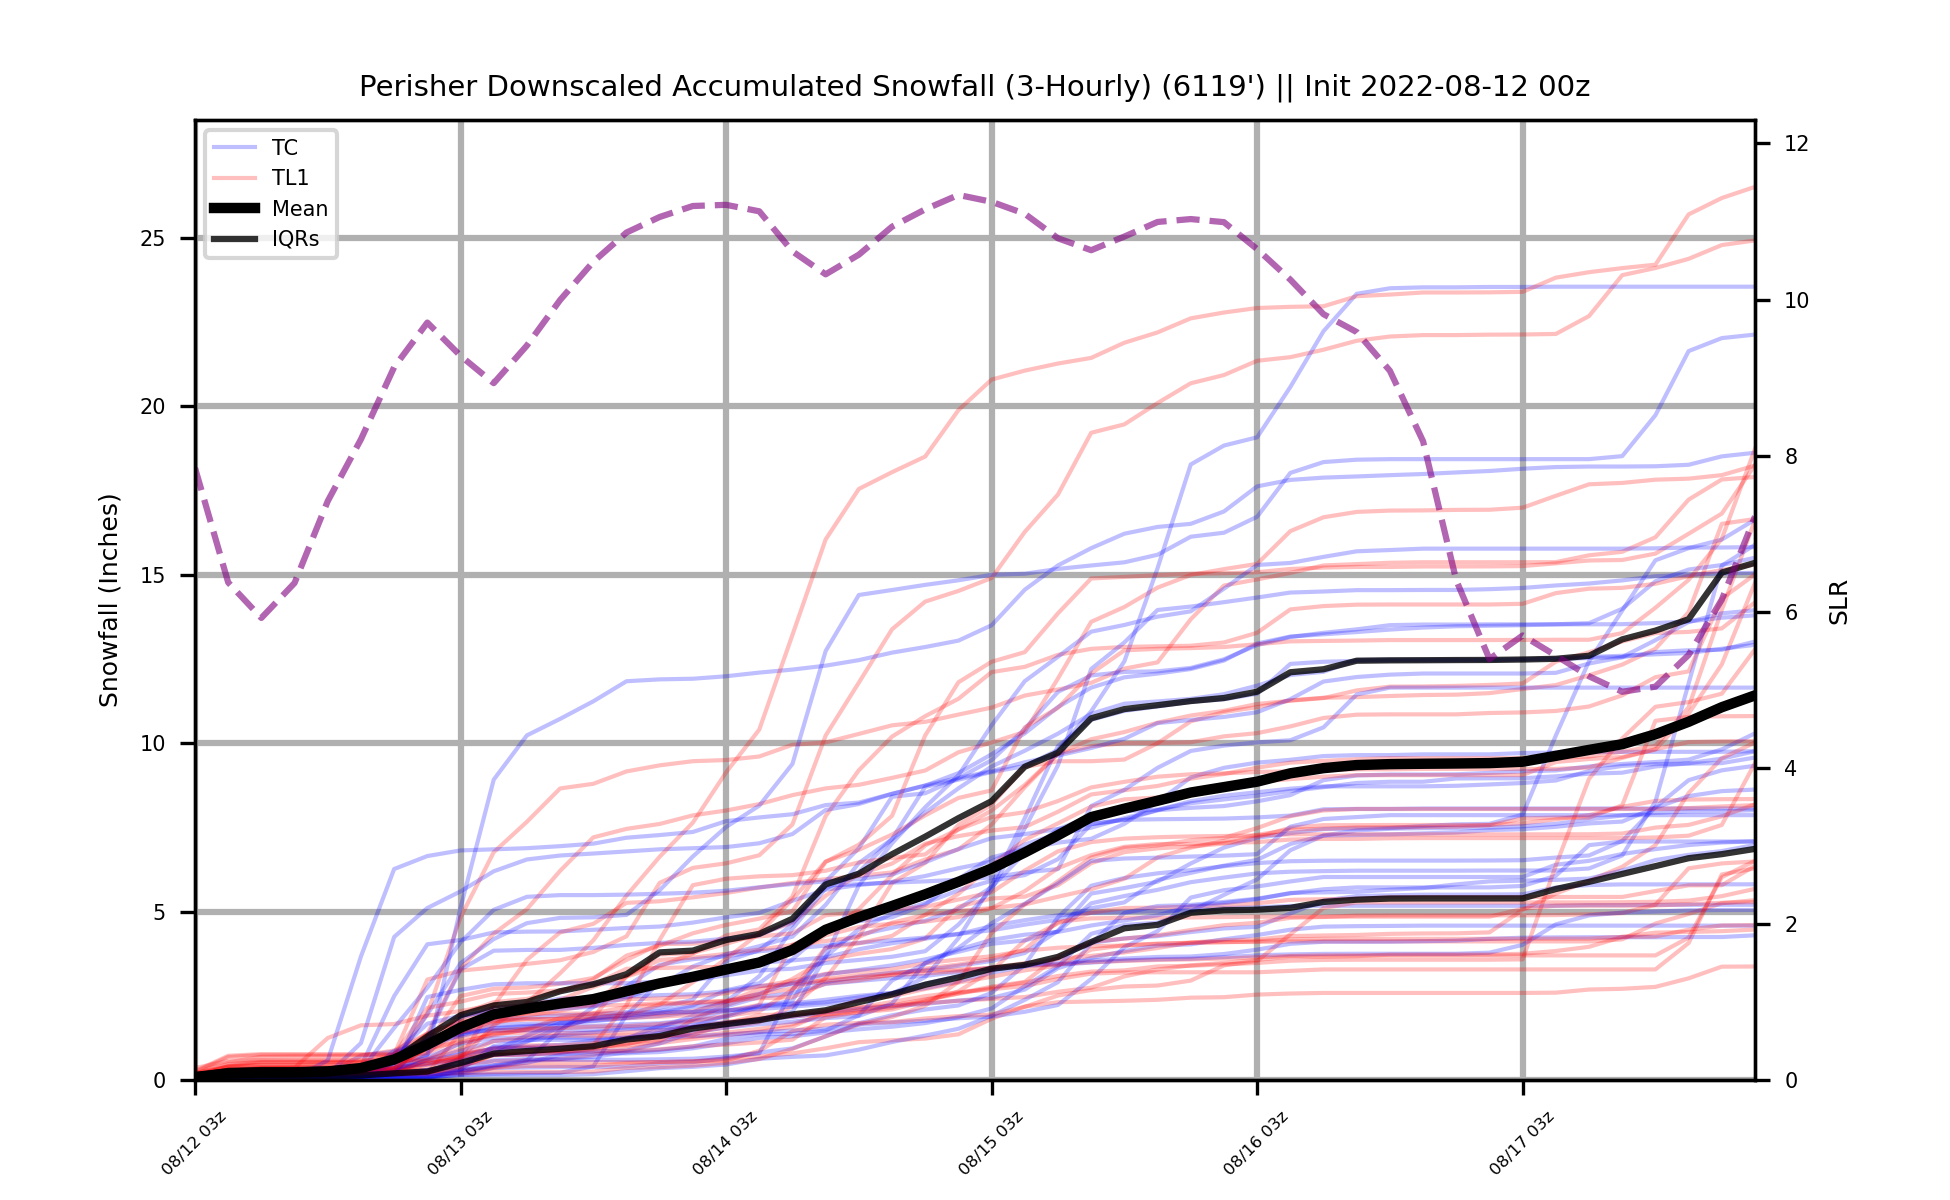 Perisher Downscaled Accumulated Snowfall (3-Hourly) (6119') || Init 2022-08-12 00z
TC
TL1
Mean
IQRs
Snowfall (Inches)
25
20
15
10
5
0
12
10
8
6
4
2
0
SLR
08/12 03z
08/13 03z
08/14 03z
08/15 03z
08/16 03z
08/17 03z